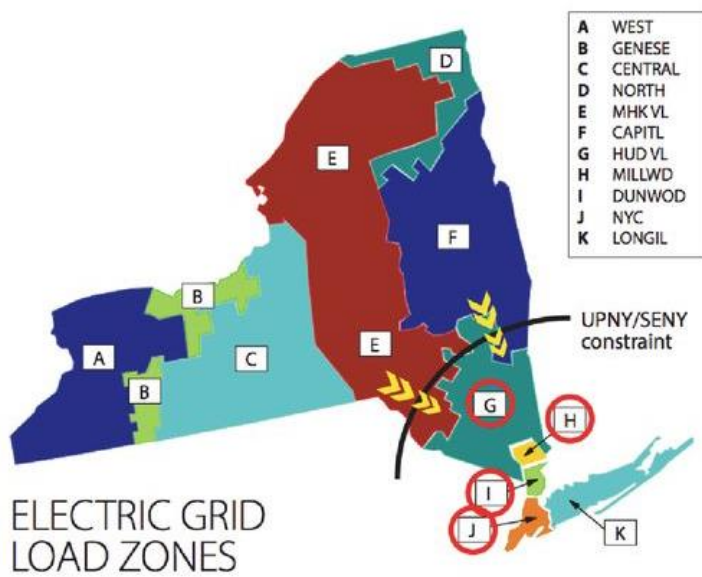 A WEST
B GENESE
C CENTRAL
D NORTH
E MHK VL
F CAPITL
G HUD VL
H MILLWD
I DUNWOD
J NYC
K LONGIL
D
E
F
B
UPNY/SENY
constraint
A
C
E
B
G
H
I
J
K
ELECTRIC GRID
LOAD ZONES